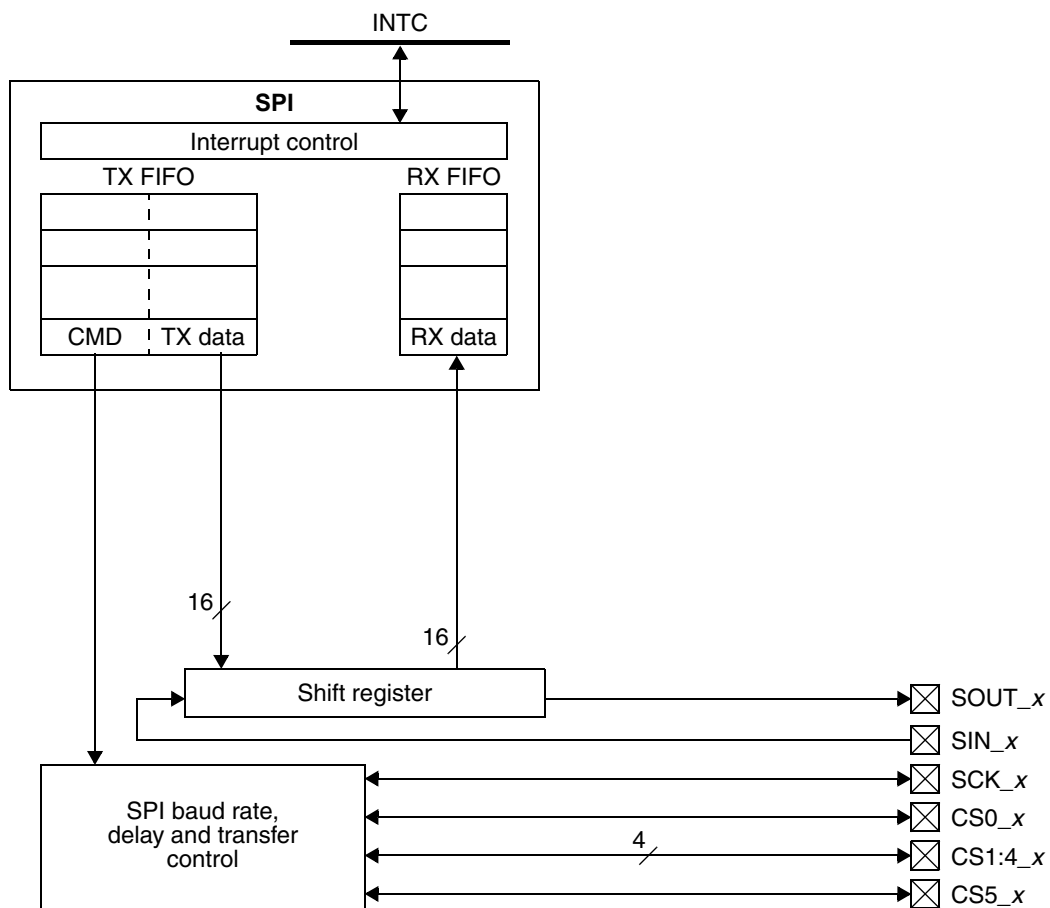 INTC
SPI
Interrupt control
TX FIFO
RX FIFO
CMD
TX data
RX data
16
16
Shift register
SOUT_x
SIN_x
SCK_x
SPI baud rate,
delay and transfer
control
CS0_x
4
CS1:4_x
CS5_x